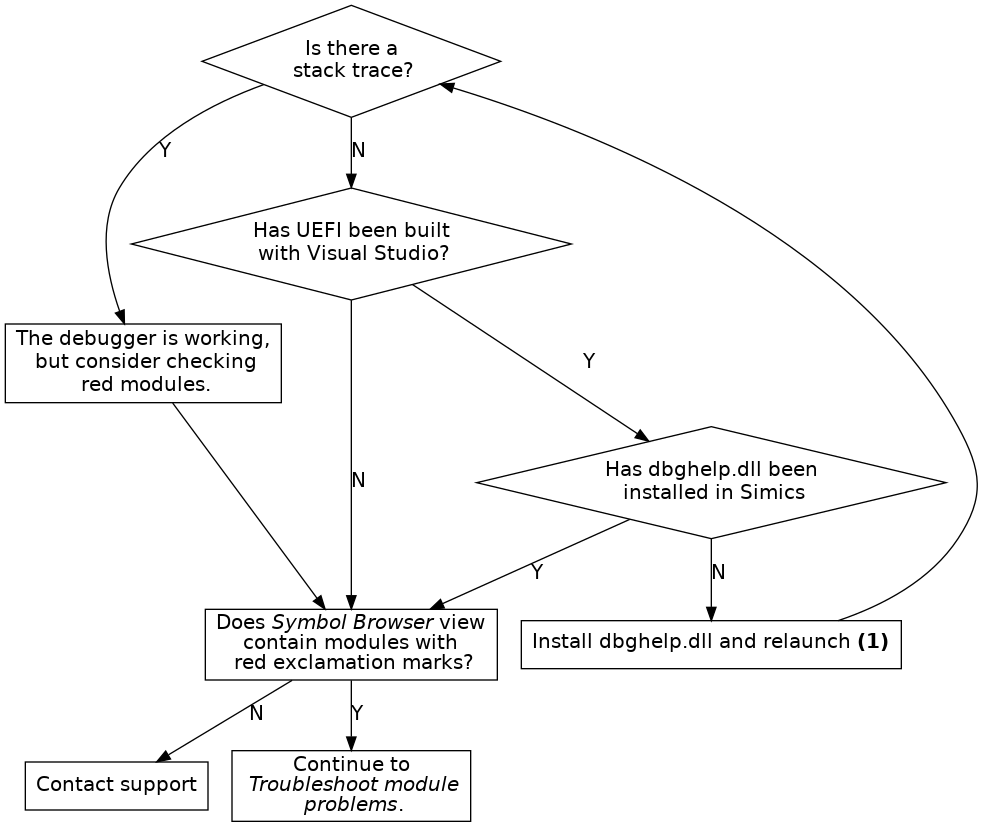 Is there a
stack trace?
Y
N
Has UEFI been built
with Visual Studio?
The debugger is working,
but consider checking
red modules.
Y
N
Has dbghelp.dll been
installed in Simics
Y
N
Does Symbol Browser view
contain modules with
red exclamation marks?
Install dbghelp.dll and relaunch (1)
N
Y
Contact support
Continue to
Troubleshoot module
problems.